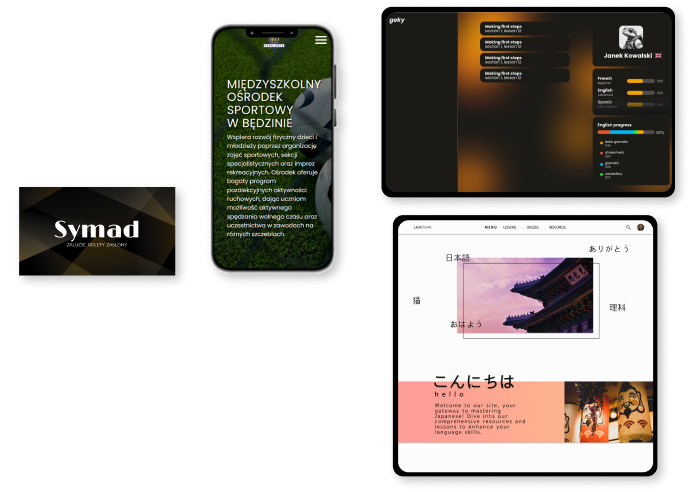 Symad
ŻALUZJE ROLETY ZASŁONY
MIĘDZYSZKOLNY
OŚRODEK
SPORTOWY
W BĘDZINIE
Wspiera rozwój fizyczny dzieci i
młodzieży poprzez organizację
zajęć sportowych, sekcji
specjalistycznych oraz imprez
rekreacyjnych. Ośrodek oferuje
bogaty program
pozalekcyjnych aktywności
ruchowych, dając uczniom
możliwość aktywnego
spędzania wolnego czasu oraz
uczestnictwa w zawodach na
różnych szczeblach.
geky
Making first steps
section 1, lesson 12
Making first steps
section 1, lesson 12
Making first steps
section 1, lesson 12
Making first steps
section 1, lesson 12
Janek Kowalski
French
English
Spanish
English progress
MENU
LESSONS
RESOURCES
ありがとう
日本語
猫
理科
おはよう
こんにちは
hello
Welcome to our site, your
gateway to mastering
Japanese! Dive into our
comprehensive resources and
lessons to enhance your
language skills.